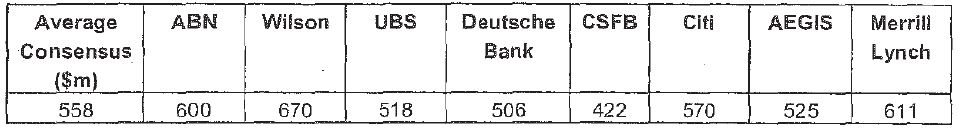 Average Consensus ($m) ABN Wilson UBS Deutsche Bank CSFB Citi AEGIS Merrill Lynch
558 600 670 518 506 422 570 525 611